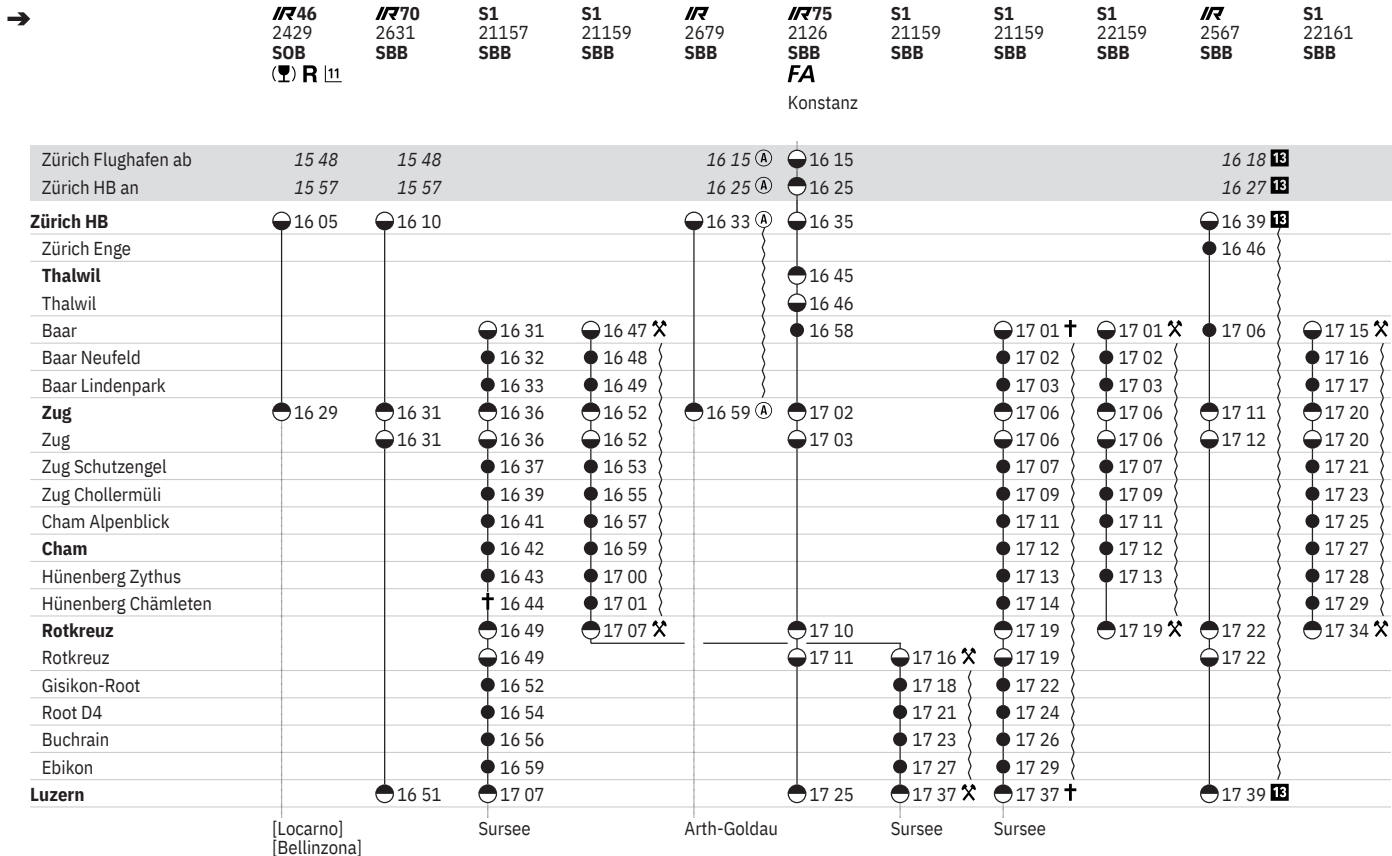 ➔ IR46 IR70 S1 S1 IR IR75 S1 S1 S1 IR S1
2429 2631 21157 21159 2679 2126 21159 21159 22159 2567 22161
SOB SBB SBB SBB SBB SBB SBB SBB SBB SBB SBB
R 11 FA
Konstanz
Zürich Flughafen ab 15 48 15 48 16 15 A 16 15 16 18 13
Zürich HB an 15 57 15 57 16 25 A 16 25 16 27 13
Zürich HB 16 05 16 10 16 33 A 16 35 16 39 13
Zürich Enge 16 46
Thalwil 16 45
Thalwil 16 46
Baar 16 31 16 47 16 58 17 01 † 17 01 17 06 17 15
Baar Neufeld 16 32 16 48 17 02 17 02 17 16
Baar Lindenpark 16 33 16 49 17 03 17 03 17 17
Zug 16 29 16 31 16 36 16 52 16 59 A 17 02 17 06 17 06 17 11 17 20
Zug 16 31 16 36 16 52 17 03 17 06 17 06 17 12 17 20
Zug Schutzengel 16 37 16 53 17 07 17 07 17 21
Zug Chollermüli 16 39 16 55 17 09 17 09 17 23
Cham Alpenblick 16 41 16 57 17 11 17 11 17 25
Cham 16 42 16 59 17 12 17 12 17 27
Hünenberg Zythus 16 43 17 00 17 13 17 13 17 28
Hünenberg Chämleten † 16 44 17 01 17 14 17 29
Rotkreuz 16 49 17 07 17 10 17 19 17 19 17 22 17 34
Rotkreuz 16 49 17 11 17 16 17 19 17 22
Gisikon-Root 16 52 17 18 17 22
Root D4 16 54 17 21 17 24
Buchrain 16 56 17 23 17 26
Ebikon 16 59 17 27 17 29
Luzern 16 51 17 07 17 25 17 37 17 37 † 17 39 13
[Locarno] Sursee Arth-Goldau Sursee Sursee
[Bellinzona]